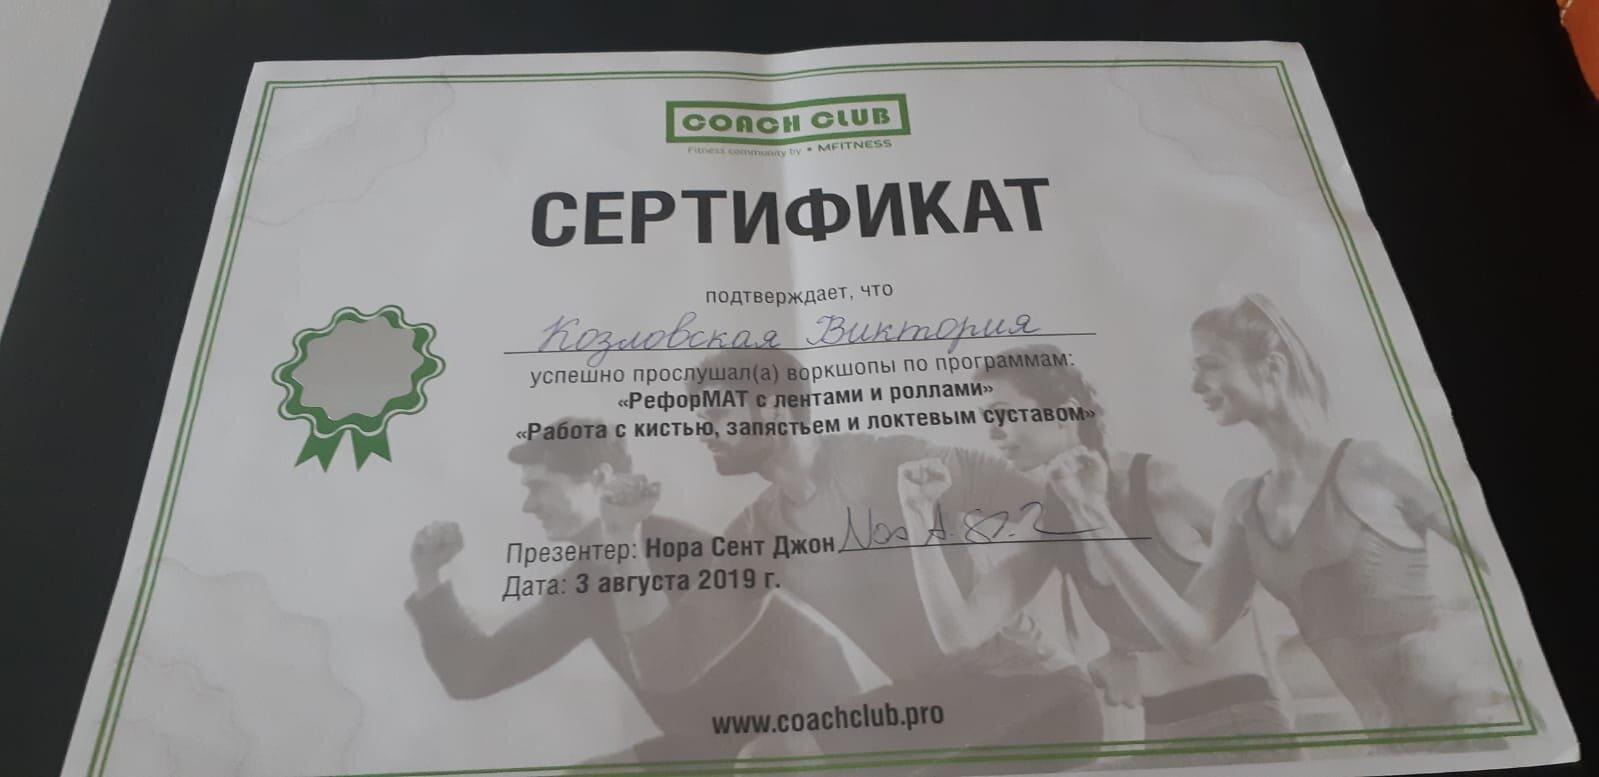 COACH CLUB
Fitness community by • MFITNESS
СЕРТИФИКАТ
подтверждает, что
Козловская Виктория
успешно прослушал(а) воркшопы по программам:
«РеформАТ с лентами и роллами»
«Работа с кистью, запястьем и локтевым суставом»
Презентер: Нора Сент Джон
Дата: 3 августа 2019 г.
www.coachclub.pro